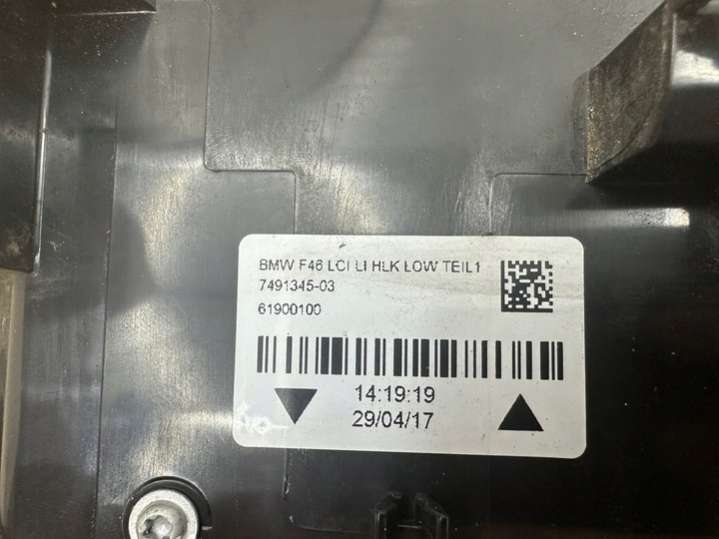 BMW F46 LCI LI HLK LOW TEIL1
7491345-03
61900100
14:19:19
29/04/17